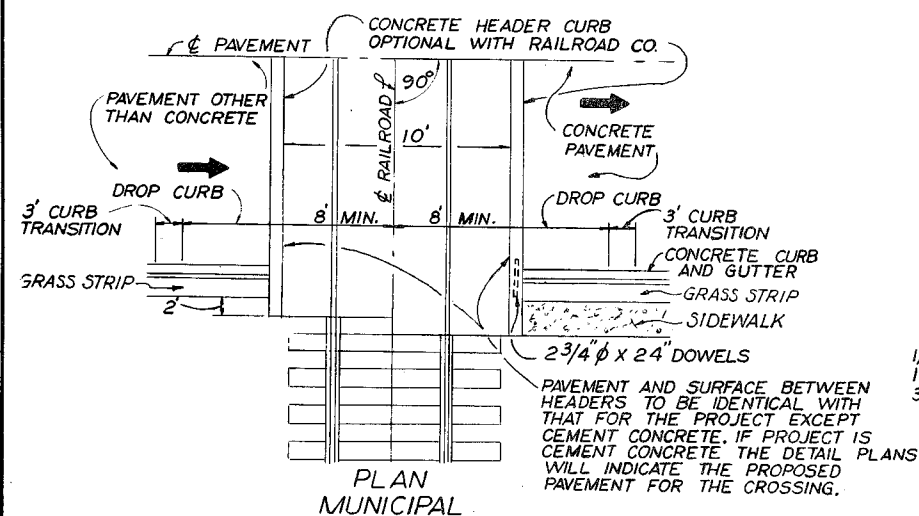 CONCRETE HEADER CURB
OPTIONAL WITH RAILROAD CO.
℄ PAVEMENT
90°
PAVEMENT OTHER
THAN CONCRETE
℄ RAILROAD
10'
CONCRETE
PAVEMENT
DROP CURB
DROP CURB
3' CURB
TRANSITION
8' MIN. 8' MIN.
3' CURB
TRANSITION
CONCRETE CURB
AND GUTTER
GRASS STRIP
GRASS STRIP
2'
SIDEWALK
2 3/4"ϕ X 24" DOWELS
PAVEMENT AND SURFACE BETWEEN
HEADERS TO BE IDENTICAL WITH
THAT FOR THE PROJECT EXCEPT
CEMENT CONCRETE. IF PROJECT IS
CEMENT CONCRETE THE DETAIL PLANS
WILL INDICATE THE PROPOSED
PAVEMENT FOR THE CROSSING.
PLAN
MUNICIPAL